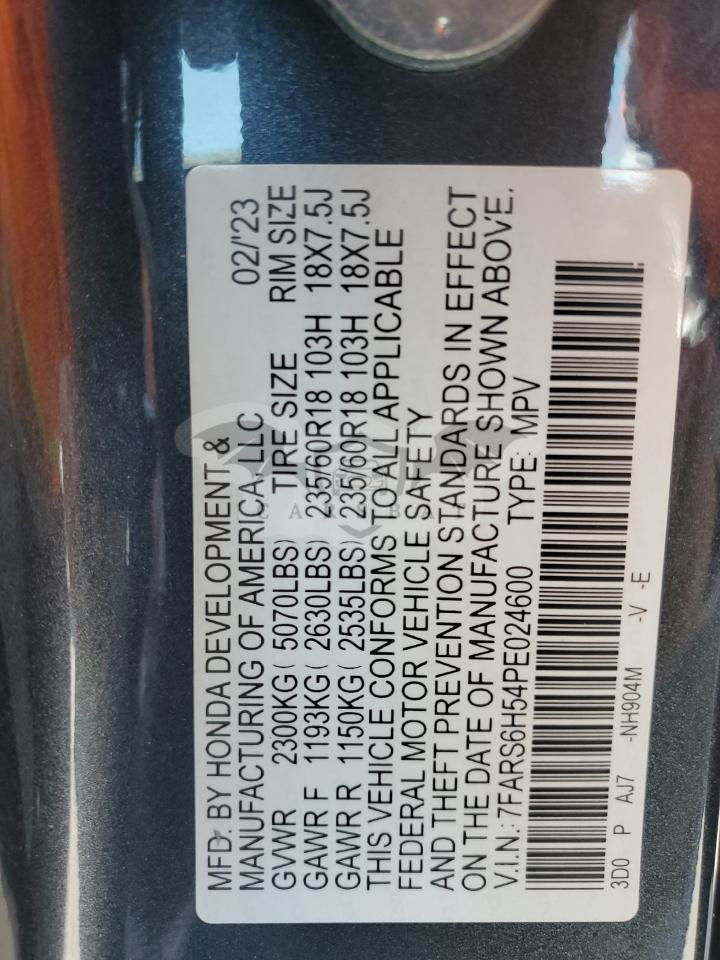 MFD. BY HONDA DEVELOPMENT & 02/'23
MANUFACTURING OF AMERICA, LLC
GVWR 2300KG( 5070LBS) TIRE SIZE RIM SIZE
GAWR F 1193KG( 2630LBS) 235/60R18 103H 18X7.5J
GAWR R 1150KG( 2535LBS) 235/60R18 103H 18X7.5J
THIS VEHICLE CONFORMS TO ALL APPLICABLE
FEDERAL MOTOR VEHICLE SAFETY
AND THEFT PREVENTION STANDARDS IN EFFECT
ON THE DATE OF MANUFACTURE SHOWN ABOVE.
V.I.N.: 7FARS6H54PE024600 TYPE: MPV
3D0 P AJ7 -NH904M -V -E
CARSBAT